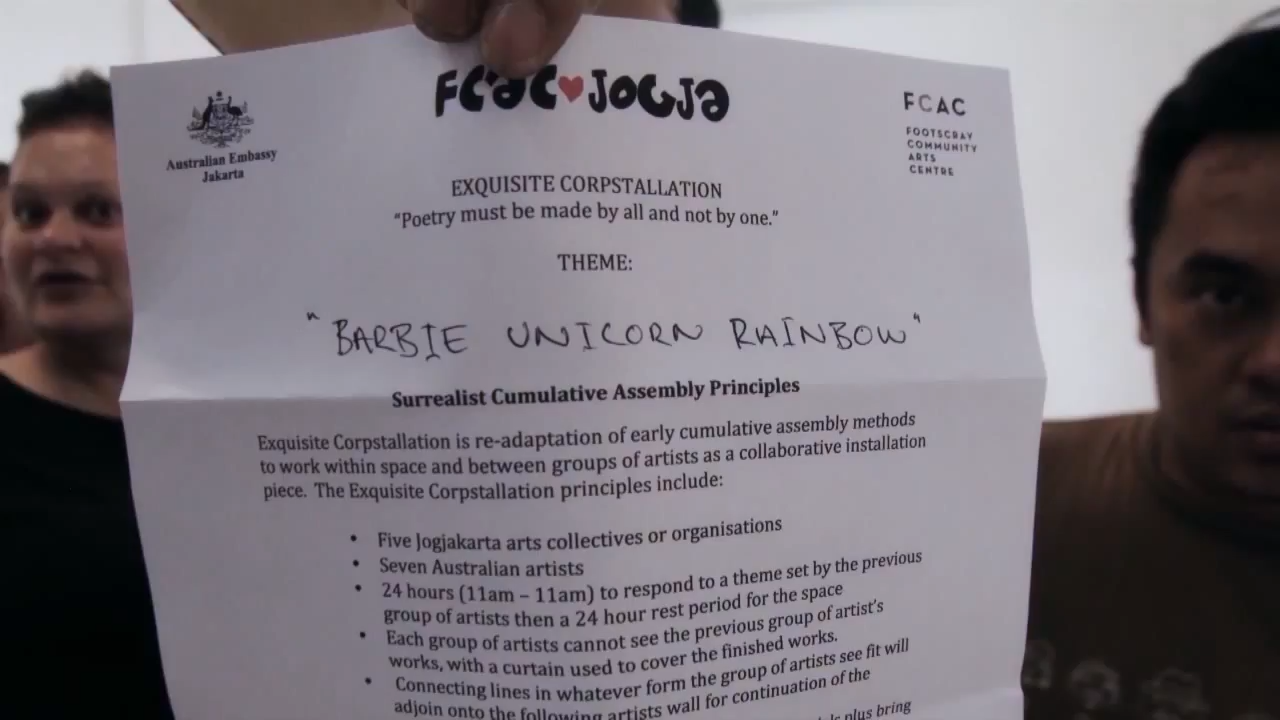 FCAC♥JOGJA
Australian Embassy
Jakarta
FCAC
FOOTSCRAY
COMMUNITY
ARTS
CENTRE
EXQUISITE CORPSTALLATION
“Poetry must be made by all and not by one.”
THEME:
"BARBIE UNICORN RAINBOW"
Surrealist Cumulative Assembly Principles
Exquisite Corpstallation is re-adaptation of early cumulative assembly methods
to work within space and between groups of artists as a collaborative installation
piece. The Exquisite Corpstallation principles include:
• Five Jogjakarta arts collectives or organisations
• Seven Australian artists
• 24 hours (11am – 11am) to respond to a theme set by the previous
group of artists then a 24 hour rest period for the space
• Each group of artists cannot see the previous group of artist’s
works, with a curtain used to cover the finished works.
• Connecting lines in whatever form the group of artists see fit will
adjoin onto the following artists wall for continuation of the
plus bring